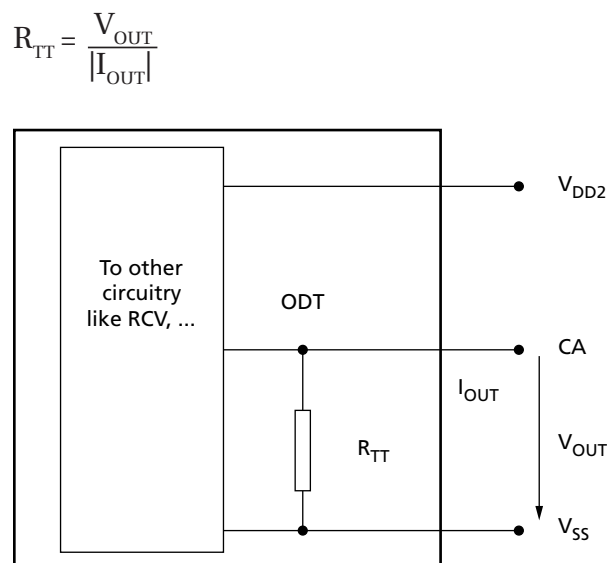 R_TT = V_OUT / |I_OUT|
V_DD2
To other
circuitry
like RCV, ...
ODT
CA
I_OUT
R_TT
V_OUT
V_SS